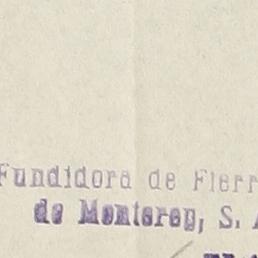 Fundidora de Fierr
de Monterey, S. A